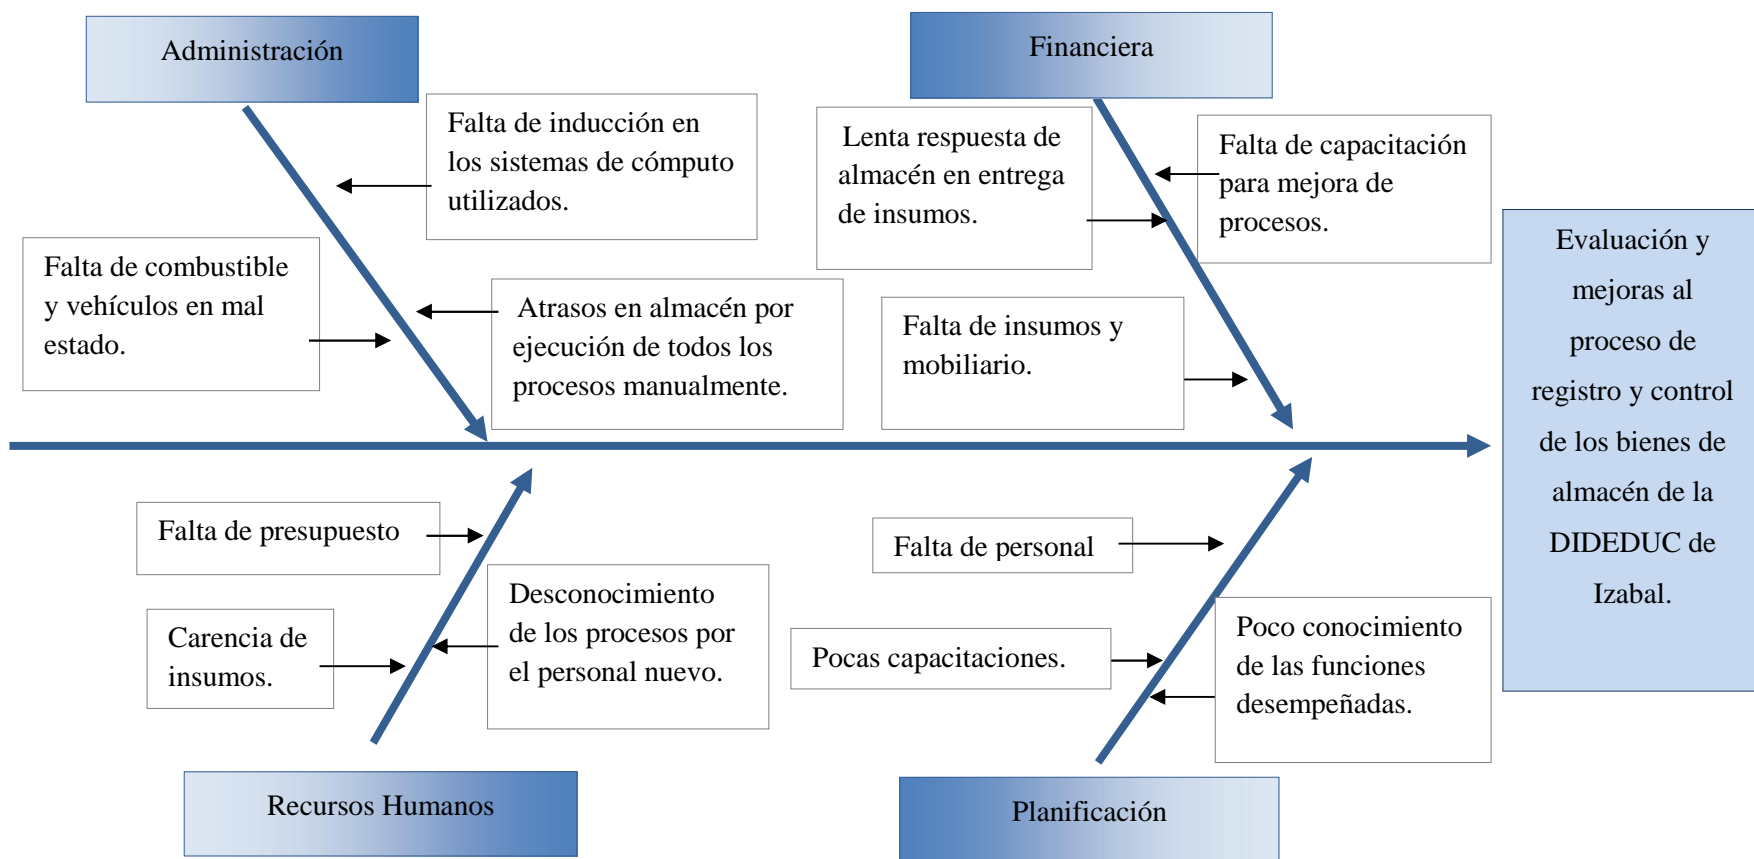 Administración
Financiera
Falta de inducción en
los sistemas de cómputo
utilizados.
Lenta respuesta de
almacén en entrega
de insumos.
Falta de capacitación
para mejora de
procesos.
Falta de combustible
y vehículos en mal
estado.
Atrasos en almacén por
ejecución de todos los
procesos manualmente.
Falta de insumos y
mobiliario.
Evaluación y
mejoras al
proceso de
registro y control
de los bienes de
almacén de la
DIDEDUC de
Izabal.
Falta de presupuesto
Carencia de
insumos.
Desconocimiento
de los procesos por
el personal nuevo.
Falta de personal
Pocas capacitaciones.
Poco conocimiento
de las funciones
desempeñadas.
Recursos Humanos
Planificación